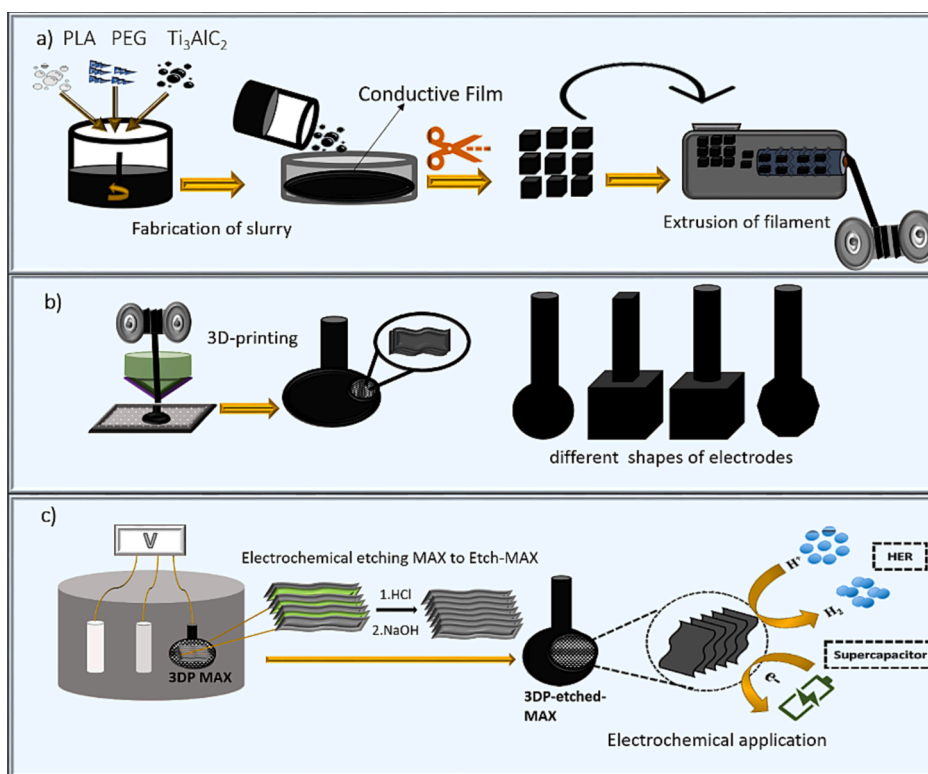 a) PLA PEG Ti₃AlC₂
Conductive Film
Fabrication of slurry
Extrusion of filament
b)
3D-printing
different shapes of electrodes
c)
V
Electrochemical etching MAX to Etch-MAX
1.HCl
2.NaOH
3DP MAX
3DP-etched-
MAX
H⁺
HER
H₂
Supercapacitor
e⁻
Electrochemical application